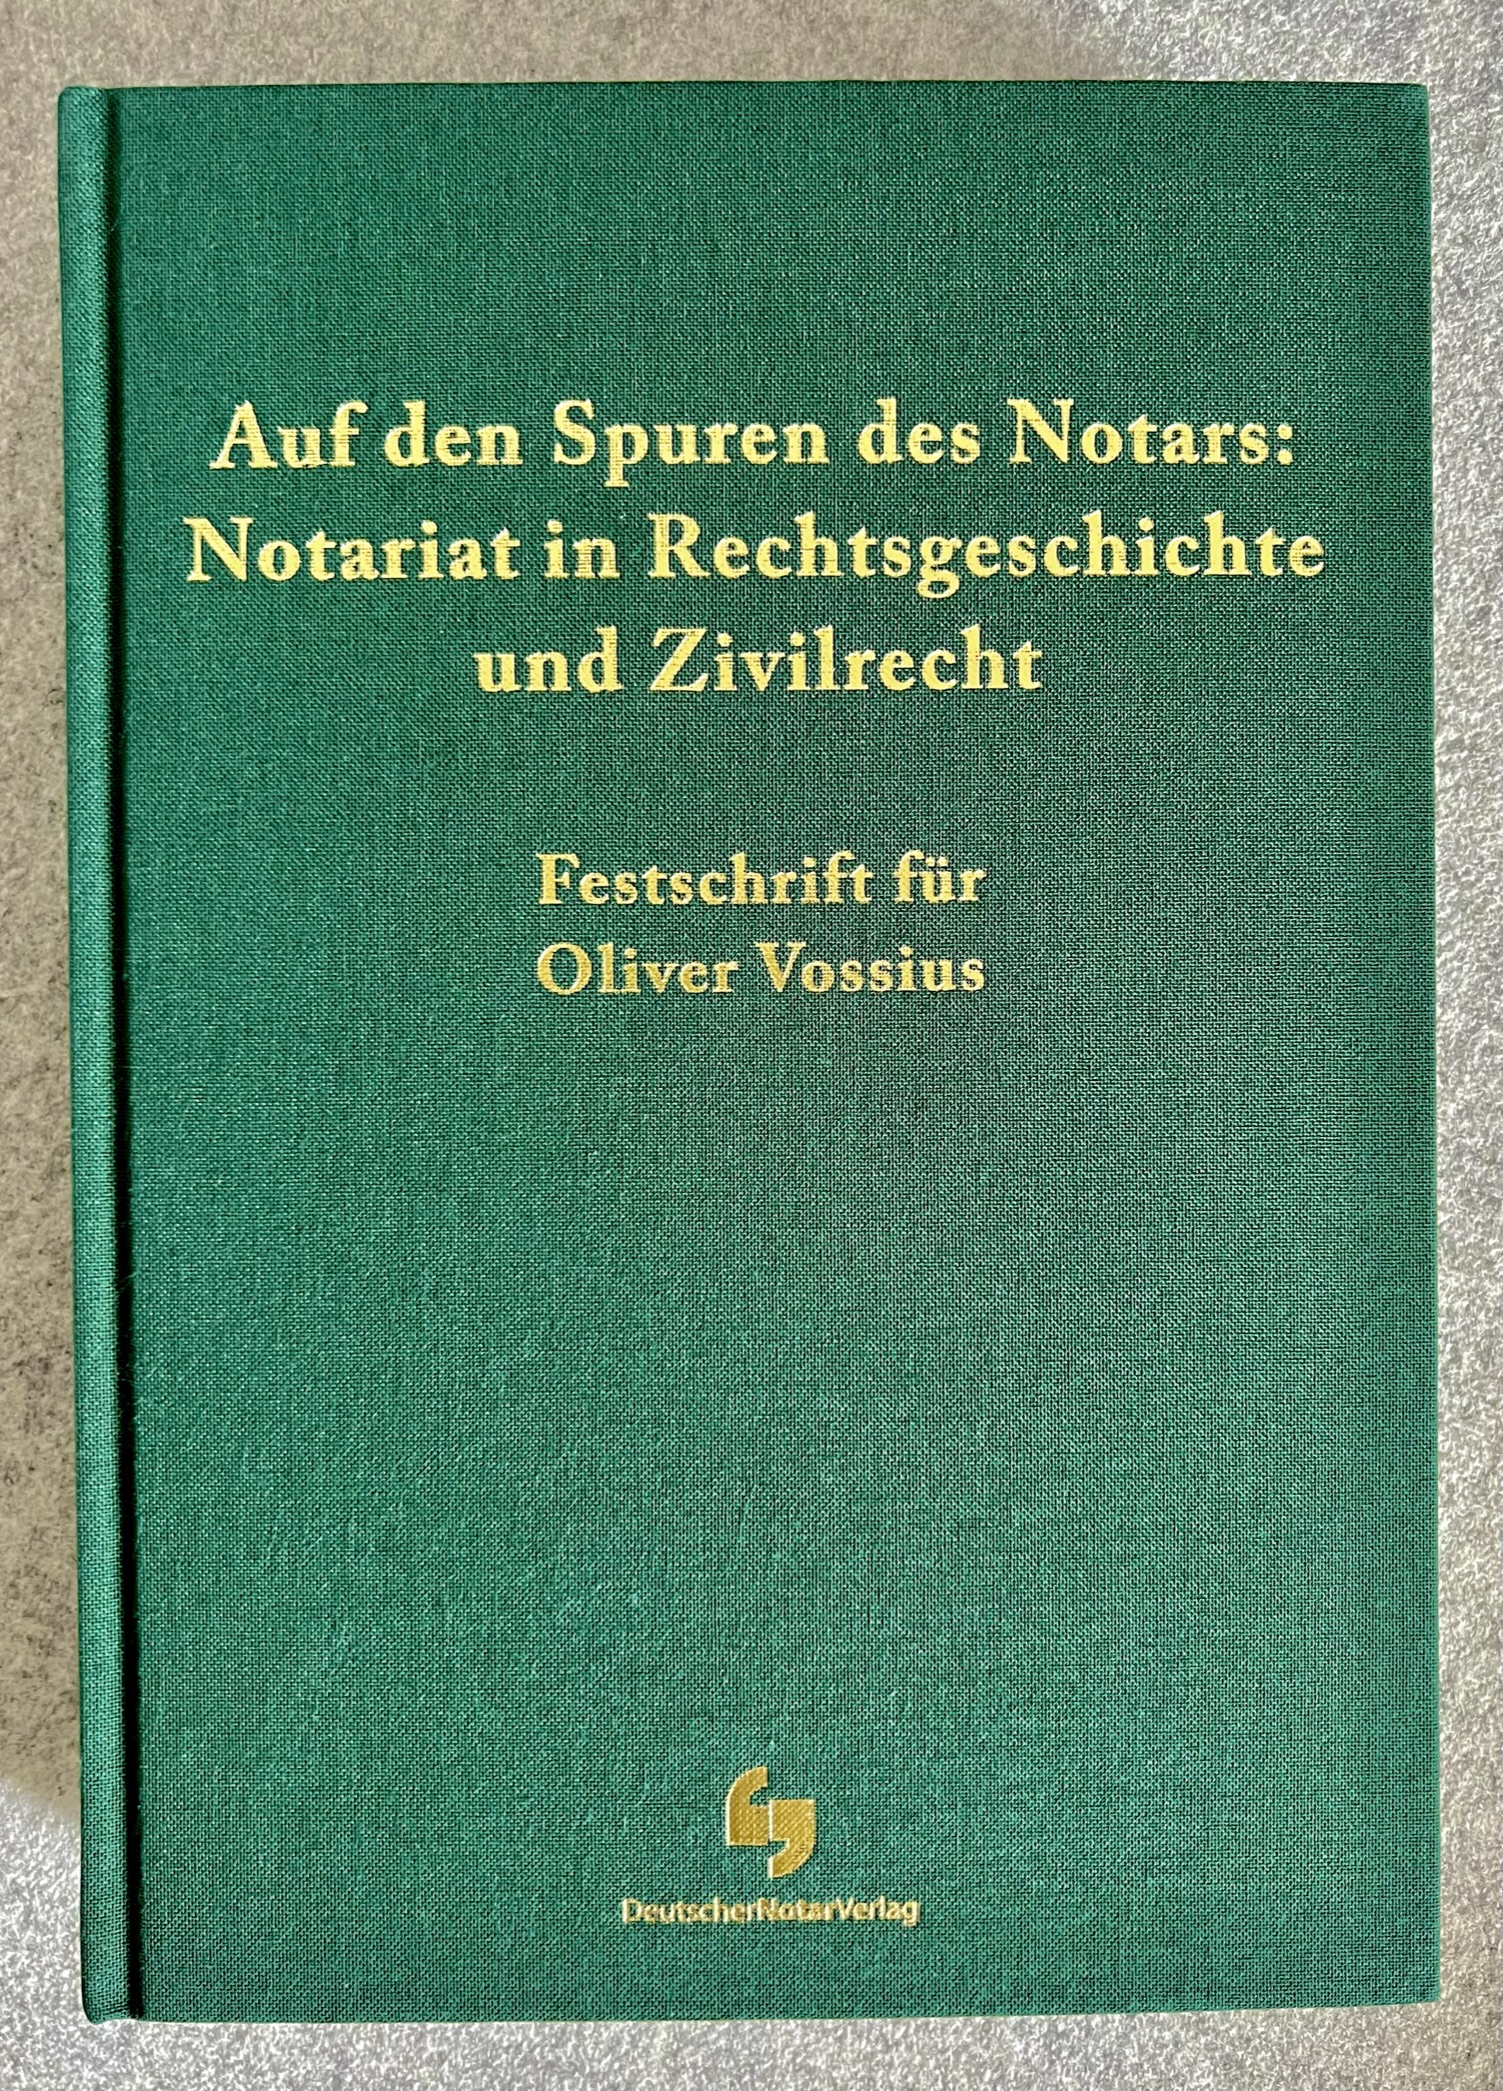 Auf den Spuren des Notars:
Notariat in Rechtsgeschichte
und Zivilrecht
Festschrift für
Oliver Vossius
DeutscherNotarVerlag